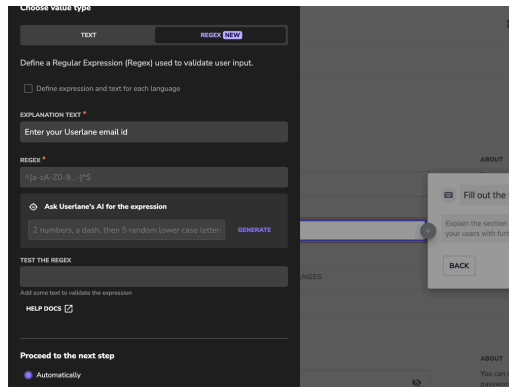 Choose value type
TEXT
REGEX NEW
Define a Regular Expression (Regex) used to validate user input.
Define expression and text for each language
EXPLANATION TEXT *
Enter your Userlane email id
REGEX *
^[a-zA-Z0-9_.-]*$
Ask Userlane's AI for the expression
2 numbers, a dash, then 5 random lower case letter
GENERATE
TEST THE REGEX
Add some text to validate the expression
HELP DOCS
Proceed to the next step
Automatically
ABOUT
Fill out the
Explain the section
your users with furt
BACK
ANGES
ABOUT
You can
passwor